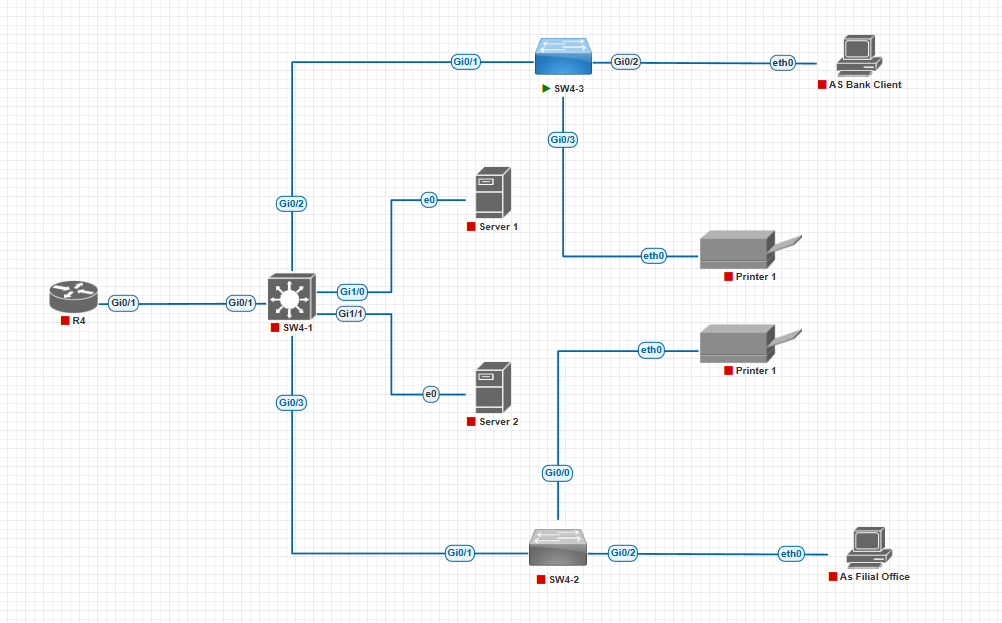 Gi0/1
Gi0/2
eth0
AS Bank Client
SW4-3
Gi0/3
e0
Gi0/2
Server 1
eth0
Printer 1
Gi1/0
Gi0/1
Gi0/1
Gi1/1
R4
SW4-1
eth0
Printer 1
e0
Gi0/3
Server 2
Gi0/0
Gi0/1
Gi0/2
eth0
SW4-2
As Filial Office